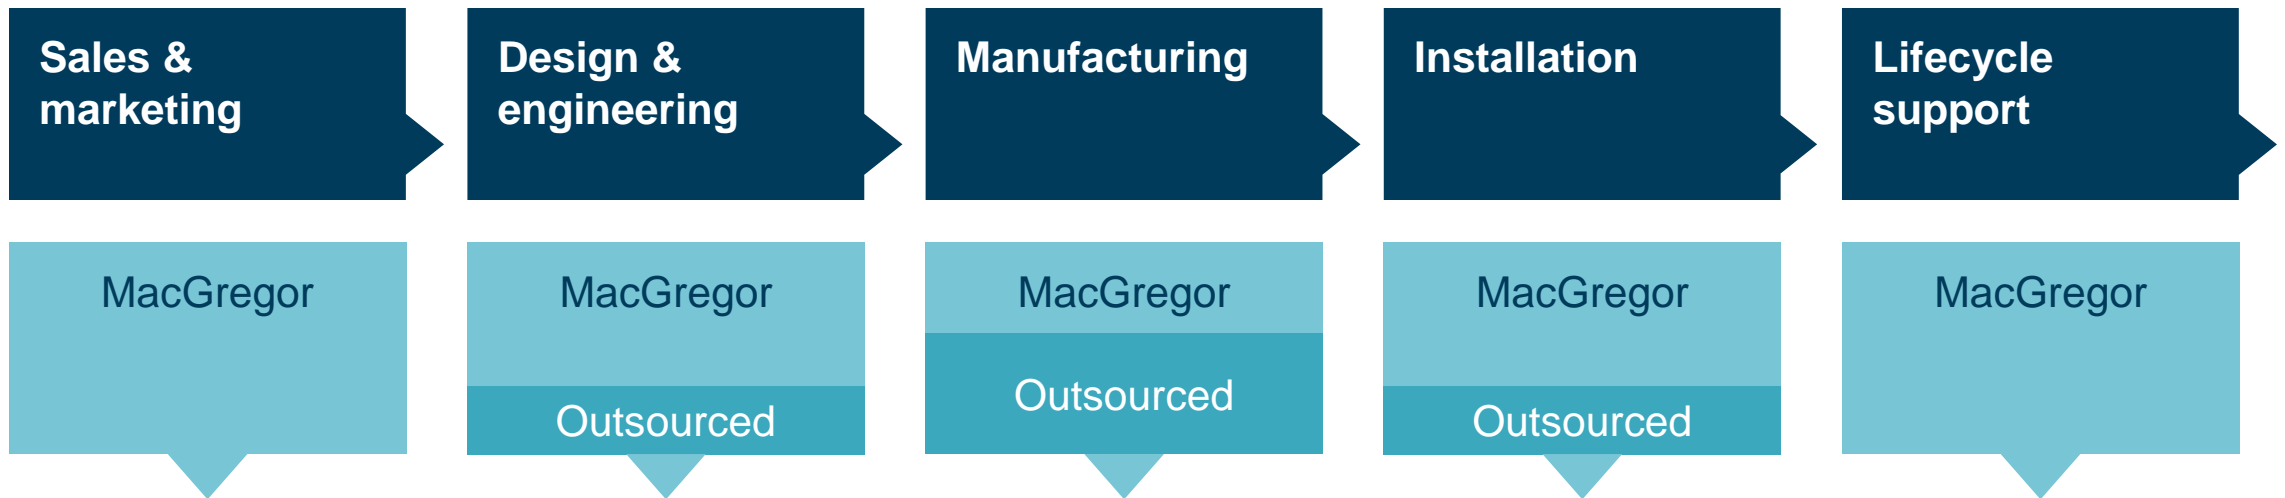 Sales &
marketing
Design &
engineering
Manufacturing
Installation
Lifecycle
support
MacGregor
MacGregor
Outsourced
MacGregor
Outsourced
MacGregor
Outsourced
MacGregor